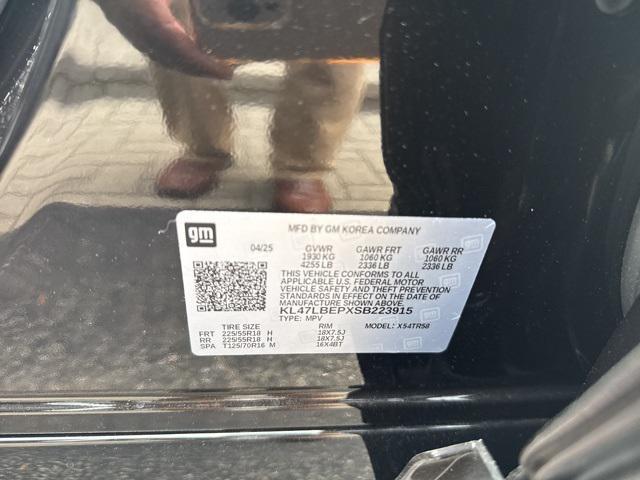 gm
MFD BY GM KOREA COMPANY
04/25 GVWR GAWR FRT GAWR RR
1930 KG 1060 KG 1060 KG
4255 LB 2336 LB 2336 LB
THIS VEHICLE CONFORMS TO ALL
APPLICABLE U.S. FEDERAL MOTOR
VEHICLE SAFETY AND THEFT PREVENTION
STANDARDS IN EFFECT ON THE DATE OF
MANUFACTURE SHOWN ABOVE.
KL47LBEPXSB223915
TYPE: MPV MODEL: X54TR58
TIRE SIZE RIM
FRT 225/55R18 H 18X7.5J
RR 225/55R18 H 18X7.5J
SPA T125/70R16 M 16X4BT